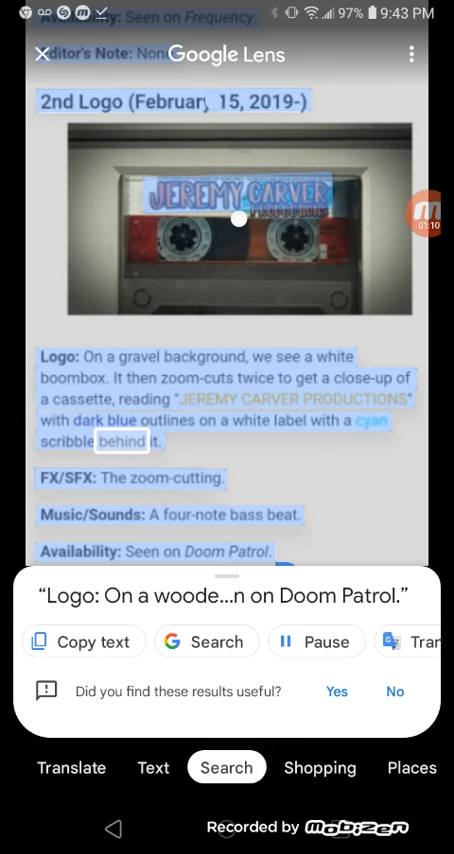 97% 9:43 PM
Availability: Seen on Frequency.
Editor's Note: None
Google Lens
2nd Logo (February 15, 2019-)
JEREMY CARVER
PRODUCTIONS
01:10
Logo: On a gravel background, we see a white
boombox. It then zoom-cuts twice to get a close-up of
a cassette, reading "JEREMY CARVER PRODUCTIONS"
with dark blue outlines on a white label with a cyan
scribble behind it.
FX/SFX: The zoom-cutting.
Music/Sounds: A four-note bass beat.
Availability: Seen on Doom Patrol.
“Logo: On a woode...n on Doom Patrol.”
Copy text Search Pause Tran
Did you find these results useful? Yes No
Translate Text Search Shopping Places
Recorded by mobizen